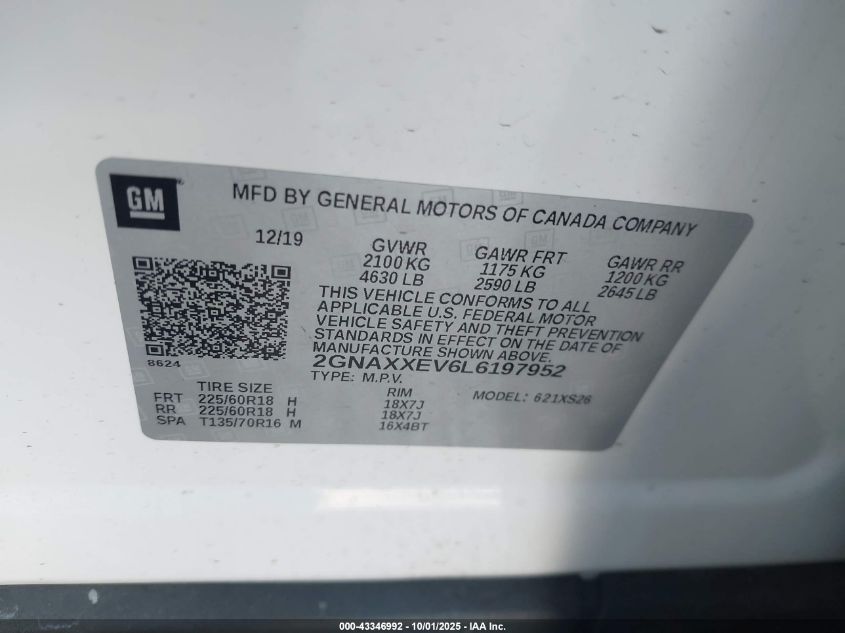 GM
MFD BY GENERAL MOTORS OF CANADA COMPANY
12/19
GVWR
2100 KG
4630 LB
GAWR FRT
1175 KG
2590 LB
GAWR RR
1200 KG
2645 LB
THIS VEHICLE CONFORMS TO ALL
APPLICABLE U.S. FEDERAL MOTOR
VEHICLE SAFETY AND THEFT PREVENTION
STANDARDS IN EFFECT ON THE DATE OF
MANUFACTURE SHOWN ABOVE.
8624
2GNAXXEV6L6197952
TYPE: M.P.V.
MODEL: 621XS26
TIRE SIZE RIM
FRT 225/60R18 H 18X7J
RR 225/60R18 H 18X7J
SPA T135/70R16 M 16X4BT
000-43346992 - 10/01/2025 - IAA Inc.